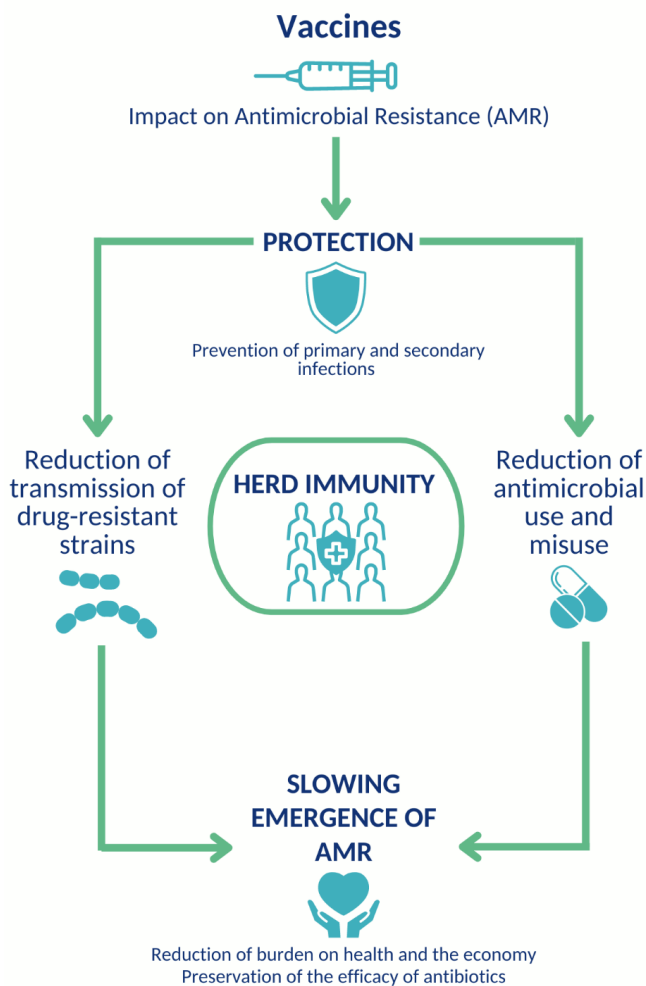 Vaccines
Impact on Antimicrobial Resistance (AMR)
PROTECTION
Prevention of primary and secondary
infections
Reduction of
transmission of
drug-resistant
strains
HERD IMMUNITY
Reduction of
antimicrobial
use and
misuse
SLOWING
EMERGENCE OF
AMR
Reduction of burden on health and the economy
Preservation of the efficacy of antibiotics